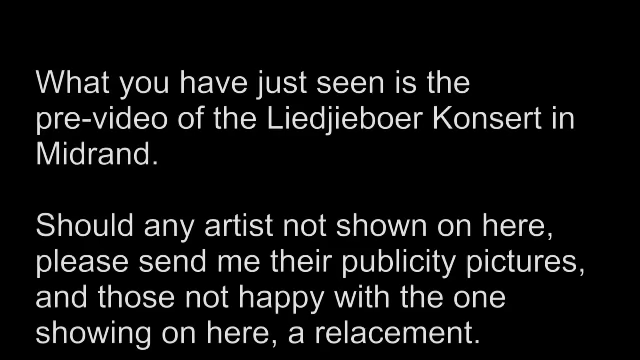 What you have just seen is the
pre-video of the Liedjieboer Konsert in
Midrand.
Should any artist not shown on here,
please send me their publicity pictures,
and those not happy with the one
showing on here, a relacement.